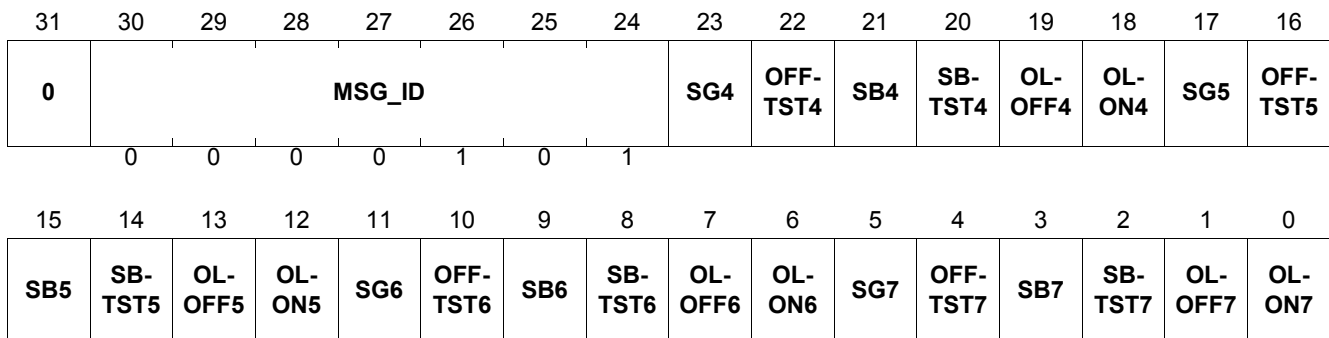 31 30 29 28 27 26 25 24 23 22 21 20 19 18 17 16
0 MSG_ID SG4 OFF-TST4 SB4 SB-TST4 OL-OFF4 OL-ON4 SG5 OFF-TST5
0 0 0 0 1 0 1
15 14 13 12 11 10 9 8 7 6 5 4 3 2 1 0
SB5 SB-TST5 OL-OFF5 OL-ON5 SG6 OFF-TST6 SB6 SB-TST6 OL-OFF6 OL-ON6 SG7 OFF-TST7 SB7 SB-TST7 OL-OFF7 OL-ON7